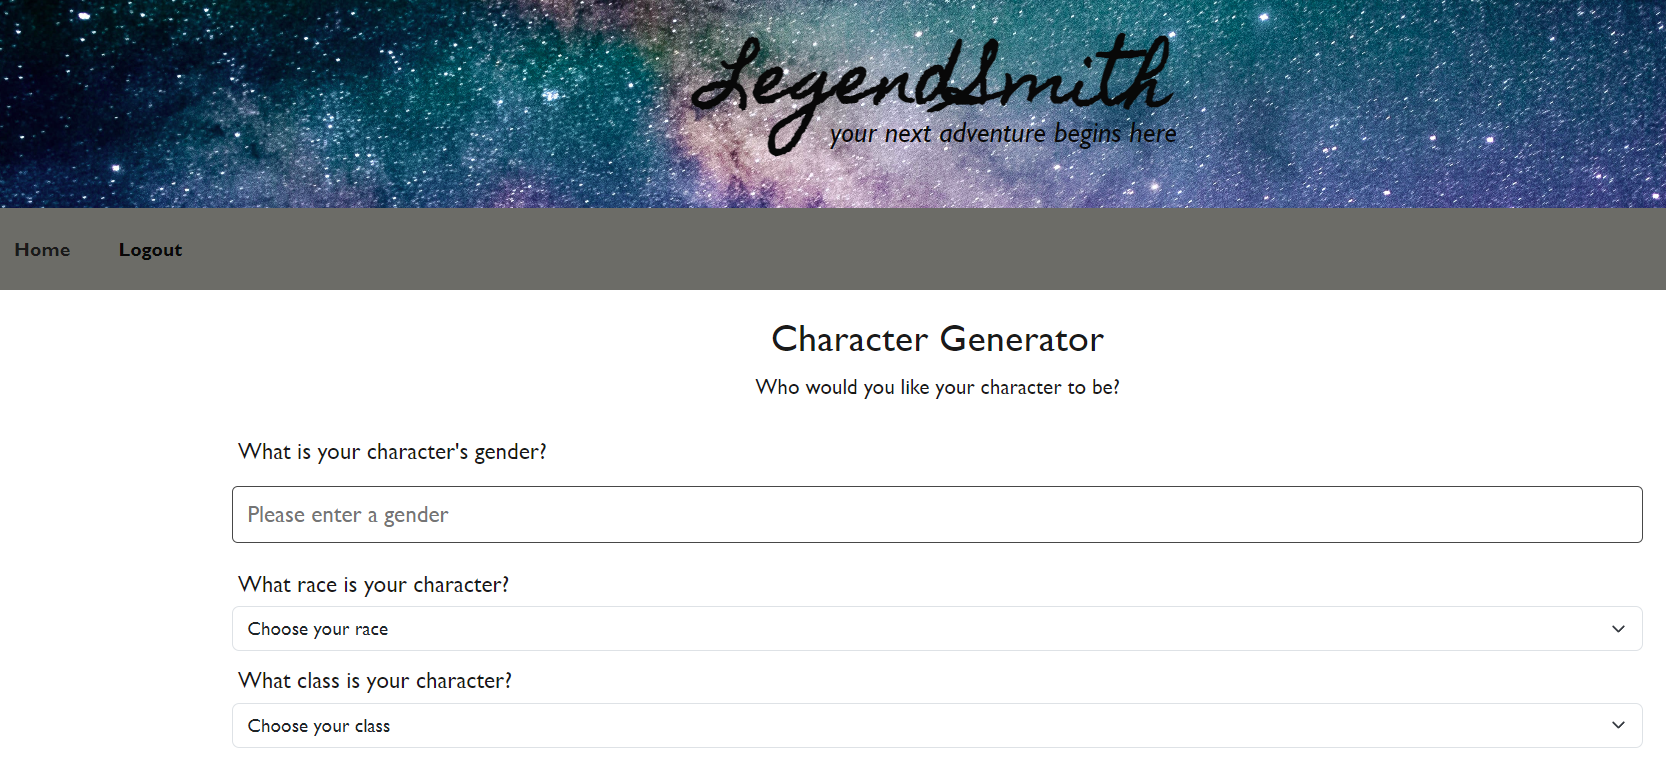 LegendSmith
your next adventure begins here
Home Logout
Character Generator
Who would you like your character to be?
What is your character's gender?
Please enter a gender
What race is your character?
Choose your race
What class is your character?
Choose your class